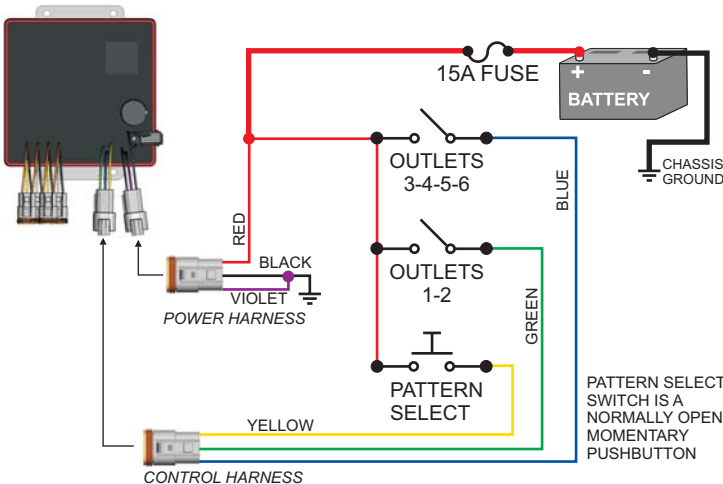 15A FUSE
+ -
BATTERY
CHASSIS
GROUND
OUTLETS
3-4-5-6
BLUE
RED
BLACK
VIOLET
POWER HARNESS
OUTLETS
1-2
GREEN
PATTERN
SELECT
PATTERN SELECT
SWITCH IS A
NORMALLY OPEN
MOMENTARY
PUSHBUTTON
YELLOW
CONTROL HARNESS